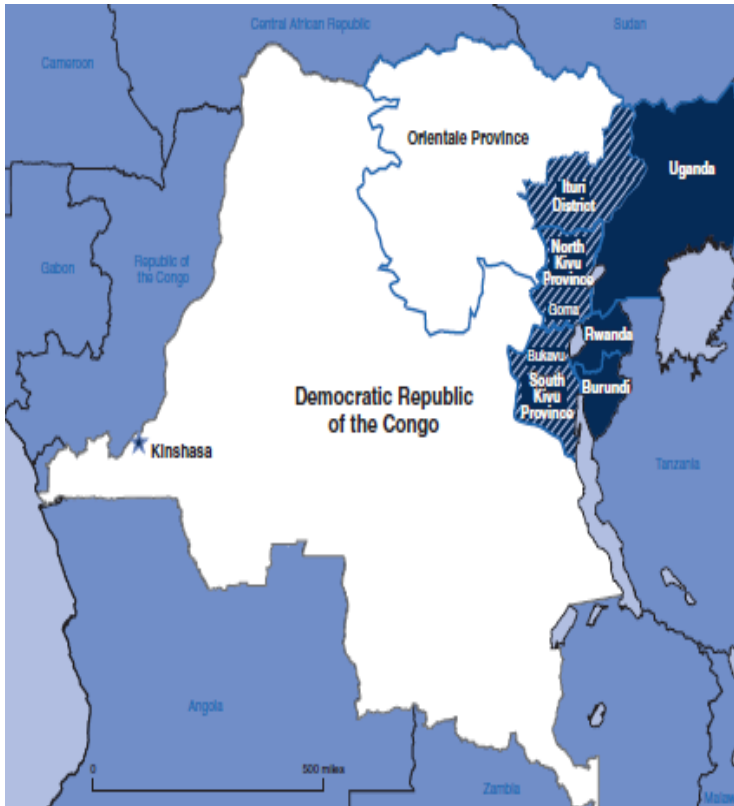 Central African Republic
Sudan
Cameroon
Orientale Province
Uganda
Ituri
District
North
Kivu
Province
Republic of
the Congo
Gabon
Goma
Rwanda
Bukavu
South
Kivu
Province
Burundi
Democratic Republic
of the Congo
Kinshasa
Tanzania
Angola
0
500 miles
Zambia
Malaw